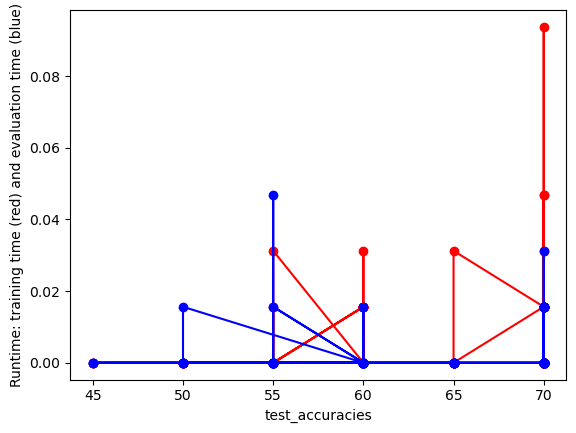 Runtime: training time (red) and evaluation time (blue)
0.08
0.06
0.04
0.02
0.00
45 50 55 60 65 70
test_accuracies